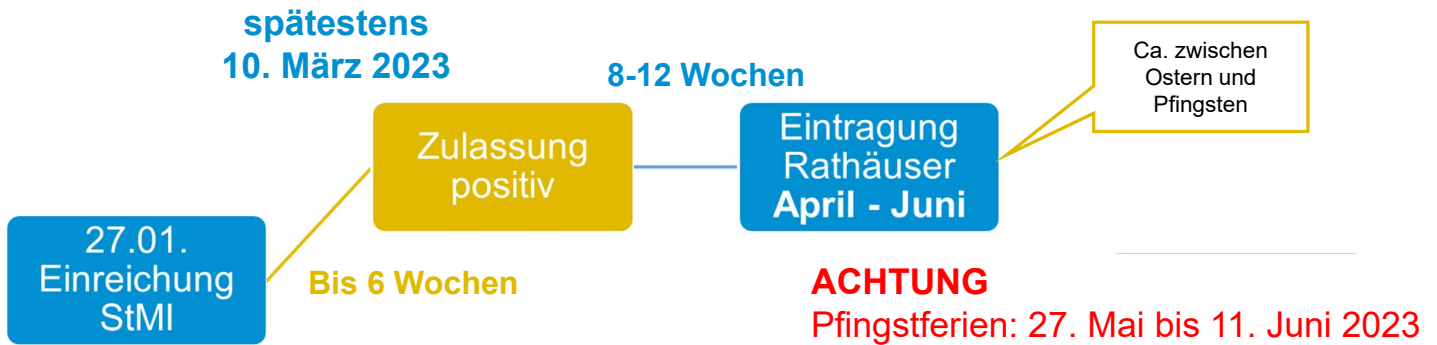 spätestens
10. März 2023
8-12 Wochen
Ca. zwischen
Ostern und
Pfingsten
Zulassung
positiv
Eintragung
Rathäuser
April - Juni
27.01.
Einreichung
StMI
Bis 6 Wochen
ACHTUNG
Pfingstferien: 27. Mai bis 11. Juni 2023